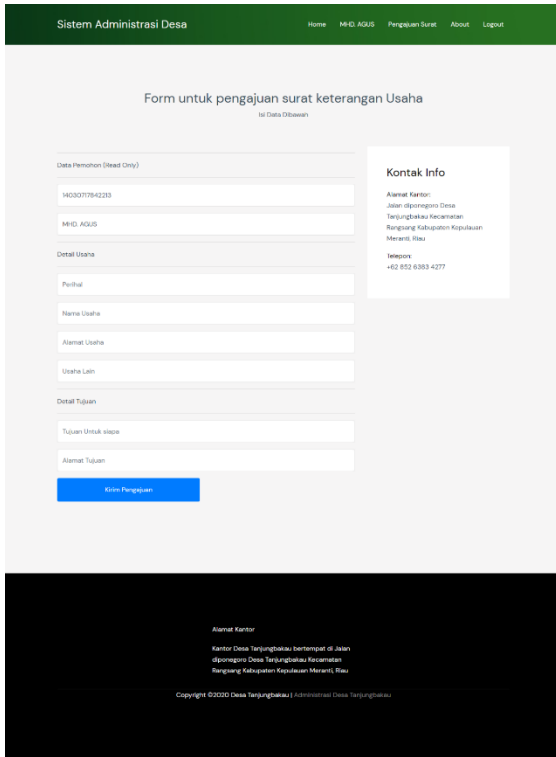 Sistem Administrasi Desa
Home MHD. AGUS Pengajuan Surat About Logout
Form untuk pengajuan surat keterangan Usaha
Isi Data Dibawah
Data Pemohon (Read Only)
14030717842213
MHD. AGUS
Detail Usaha
Perihal
Nama Usaha
Alamat Usaha
Usaha Lain
Detail Tujuan
Tujuan Untuk siapa
Alamat Tujuan
Kirim Pengajuan
Kontak Info
Alamat Kantor:
Jalan diponegoro Desa
Tanjungbakau Kecamatan
Rangsang Kabupaten Kepulauan
Meranti, Riau
Telepon:
+62 852 6383 4277
Alamat Kantor
Kantor Desa Tanjungbakau bertempat di Jalan
diponegoro Desa Tanjungbakau Kecamatan
Rangsang Kabupaten Kepulauan Meranti, Riau
Copyright ©2020 Desa Tanjungbakau | Administrasi Desa Tanjungbakau